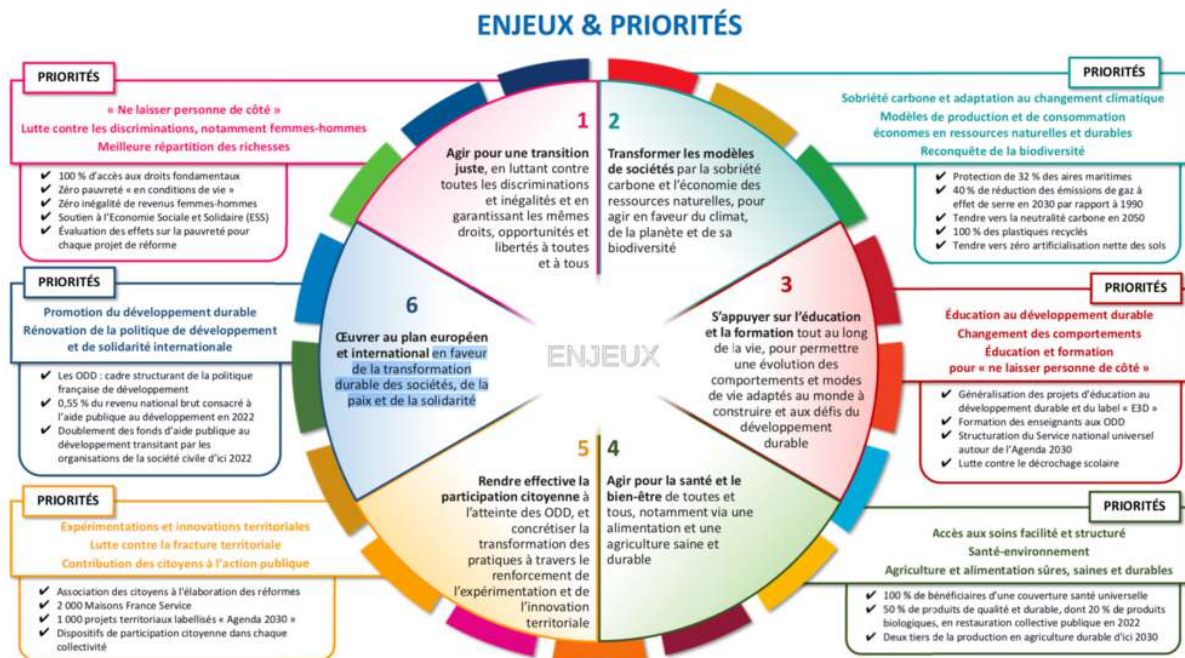 ENJEUX & PRIORITÉS
PRIORITÉS
« Ne laisser personne de côté »
Lutte contre les discriminations, notamment femmes-hommes
Meilleure répartition des richesses
✔ 100 % d'accès aux droits fondamentaux
✔ Zéro pauvreté « en conditions de vie »
✔ Zéro inégalité de revenus femmes-hommes
✔ Soutien à l'Economie Sociale et Solidaire (ESS)
✔ Évaluation des effets sur la pauvreté pour
chaque projet de réforme
1
Agir pour une transition
juste, en luttant contre
toutes les discriminations
et inégalités et en
garantissant les mêmes
droits, opportunités et
libertés à toutes
et à tous
2
Transformer les modèles
de sociétés par la sobriété
carbone et l'économie des
ressources naturelles, pour
agir en faveur du climat,
de la planète et de sa
biodiversité
PRIORITÉS
Sobriété carbone et adaptation au changement climatique
Modèles de production et de consommation
économes en ressources naturelles et durables
Reconquête de la biodiversité
✔ Protection de 32 % des aires maritimes
✔ 40 % de réduction des émissions de gaz à
effet de serre en 2030 par rapport à 1990
✔ Tendre vers la neutralité carbone en 2050
✔ 100 % des plastiques recyclés
✔ Tendre vers zéro artificialisation nette des sols
PRIORITÉS
Promotion du développement durable
Rénovation de la politique de développement
et de solidarité internationale
✔ Les ODD : cadre structurant de la politique
française de développement
✔ 0,55 % du revenu national brut consacré à
l'aide publique au développement en 2022
✔ Doublement des fonds d'aide publique au
développement transitant par les
organisations de la société civile d'ici 2022
6
Œuvrer au plan européen
et international en faveur
de la transformation
durable des sociétés, de la
paix et de la solidarité
ENJEUX
3
S'appuyer sur l'éducation
et la formation tout au long
de la vie, pour permettre
une évolution des
comportements et modes
de vie adaptés au monde à
construire et aux défis du
développement
durable
PRIORITÉS
Éducation au développement durable
Changement des comportements
Éducation et formation
pour « ne laisser personne de côté »
✔ Généralisation des projets d'éducation au
développement durable et du label « E3D »
✔ Formation des enseignants aux ODD
✔ Structuration du Service national universel
autour de l'Agenda 2030
✔ Lutte contre le décrochage scolaire
PRIORITÉS
Expérimentations et innovations territoriales
Lutte contre la fracture territoriale
Contribution des citoyens à l'action publique
✔ Association des citoyens à l'élaboration des réformes
✔ 2 000 Maisons France Service
✔ 1 000 projets territoriaux labellisés « Agenda 2030 »
✔ Dispositifs de participation citoyenne dans chaque
collectivité
5
Rendre effective la
participation citoyenne à
l'atteinte des ODD, et
concrétiser la
transformation des
pratiques à travers le
renforcement de
l'expérimentation et de
l'innovation
territoriale
4
Agir pour la santé et le
bien-être de toutes et
tous, notamment via une
alimentation et une
agriculture saine et
durable
PRIORITÉS
Accès aux soins facilité et structuré
Santé-environnement
Agriculture et alimentation sûres, saines et durables
✔ 100 % de bénéficiaires d'une couverture santé universelle
✔ 50 % de produits de qualité et durable, dont 20 % de produits
biologiques, en restauration collective publique en 2022
✔ Deux tiers de la production en agriculture durable d'ici 2030